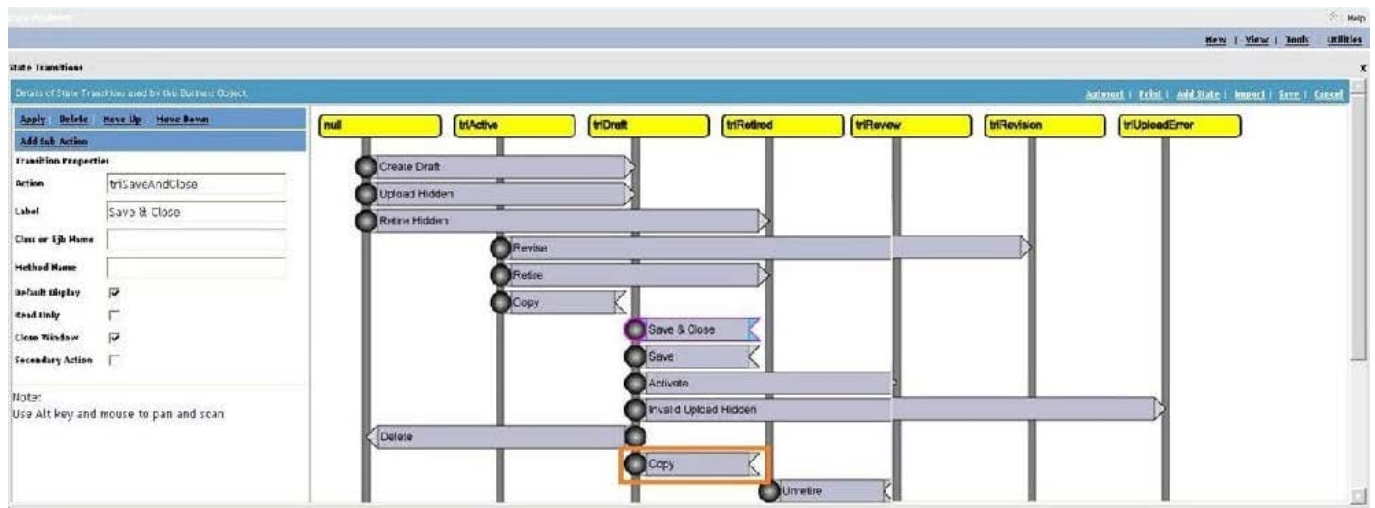 Help
New | View | Tools | Utilities
State Transitions
X
Details of State Transition used by this Business Object.
Autosort | Print | Add State | Import | Save | Cancel
Apply Delete Move Up Move Down
Add Sub Action
Transition Properties
Action triSaveAndClose
Label Save & Close
Class or Ejb Name
Method Name
Default Display
Read Only
Close Window
Secondary Action
Note:
Use Alt key and mouse to pan and scan
null triActive triDraft triRetired triReview triRevision triUploadError
Create Draft
Upload Hidden
Retire Hidden
Revise
Retire
Copy
Save & Close
Save
Activate
Invalid Upload Hidden
Delete
Copy
Unretire